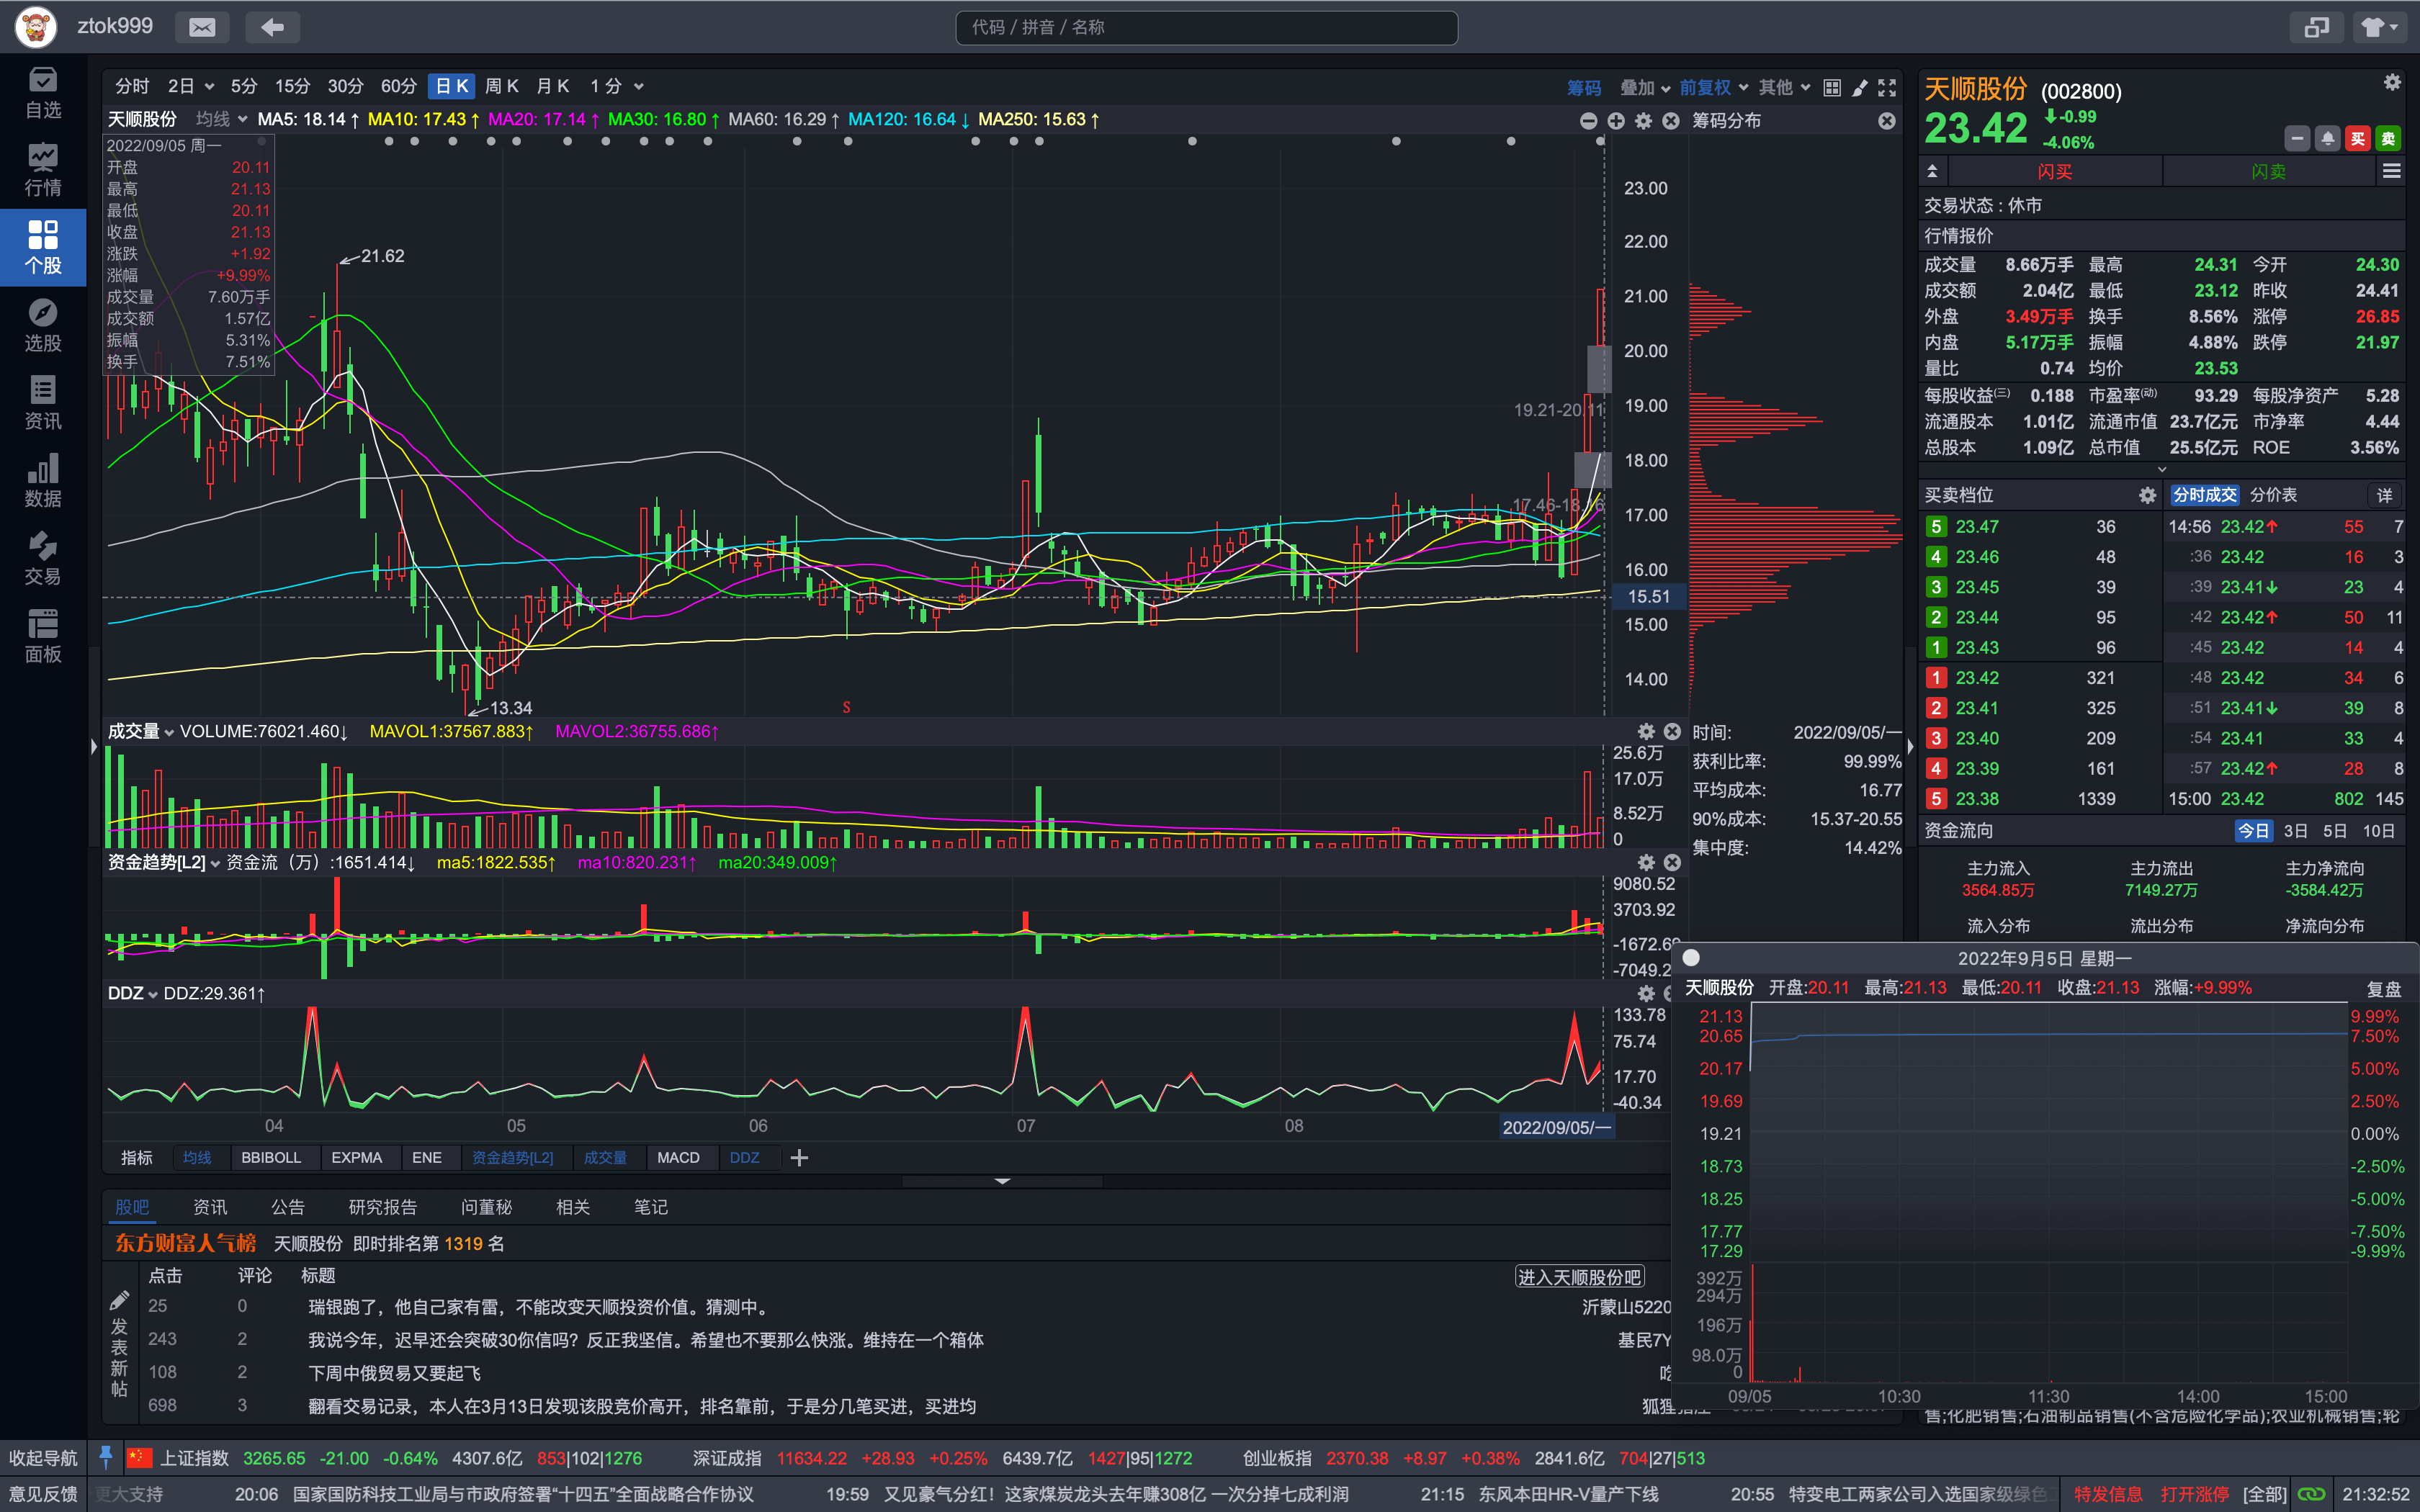 ztok999
代码 / 拼音 / 名称
自选
行情
个股
选股
资讯
数据
交易
面板
分时 2日 5分 15分 30分 60分 日K 周K 月K 1分 筹码 叠加 前复权 其他
天顺股份 均线 MA5: 18.14↑ MA10: 17.43↑ MA20: 17.14↑ MA30: 16.80↑ MA60: 16.29↑ MA120: 16.64↓ MA250: 15.63↑
筹码分布
2022/09/05 周一
开盘 20.11
最高 21.13
最低 20.11
收盘 21.13
涨跌 +1.92
涨幅 +9.99%
成交量 7.60万手
成交额 1.57亿
振幅 5.31%
换手 7.51%
21.62
13.34
19.21-20.11
17.46-18.16
S
23.00
22.00
21.00
20.00
19.00
18.00
17.00
16.00
15.51
15.00
14.00
成交量 VOLUME:76021.460↓ MAVOL1:37567.883↑ MAVOL2:36755.686↑
25.6万
17.0万
8.52万
0
时间: 2022/09/05/一
获利比率: 99.99%
平均成本: 16.77
90%成本: 15.37-20.55
集中度: 14.42%
资金趋势[L2] 资金流（万）:1651.414↓ ma5:1822.535↑ ma10:820.231↑ ma20:349.009↑
9080.52
3703.92
-1672.69
-7049.2
DDZ DDZ:29.361↑
133.78
75.74
17.70
-40.34
04 05 06 07 08 2022/09/05/一
指标 均线 BBIBOLL EXPMA ENE 资金趋势[L2] 成交量 MACD DDZ
股吧 资讯 公告 研究报告 问董秘 相关 笔记
东方财富人气榜 天顺股份 即时排名第 1319 名
点击 评论 标题 进入天顺股份吧
发表新帖
25 0 瑞银跑了，他自己家有雷，不能改变天顺投资价值。猜测中。 沂蒙山5220
243 2 我说今年，迟早还会突破30你信吗？反正我坚信。希望也不要那么快涨。维持在一个箱体 基民7Y
108 2 下周中俄贸易又要起飞
698 3 翻看交易记录，本人在3月13日发现该股竞价高开，排名靠前，于是分几笔买进，买进均 狐狸
天顺股份 (002800)
23.42 -0.99
-4.06%
买 卖
闪买 闪卖
交易状态 : 休市
行情报价
成交量 8.66万手 最高 24.31 今开 24.30
成交额 2.04亿 最低 23.12 昨收 24.41
外盘 3.49万手 换手 8.56% 涨停 26.85
内盘 5.17万手 振幅 4.88% 跌停 21.97
量比 0.74 均价 23.53
每股收益(三) 0.188 市盈率(动) 93.29 每股净资产 5.28
流通股本 1.01亿 流通市值 23.7亿元 市净率 4.44
总股本 1.09亿 总市值 25.5亿元 ROE 3.56%
买卖档位 分时成交 分价表 详
5 23.47 36 14:56 23.42↑ 55 7
4 23.46 48 :36 23.42 16 3
3 23.45 39 :39 23.41↓ 23 4
2 23.44 95 :42 23.42↑ 50 11
1 23.43 96 :45 23.42 14 4
1 23.42 321 :48 23.42 34 6
2 23.41 325 :51 23.41↓ 39 8
3 23.40 209 :54 23.41 33 4
4 23.39 161 :57 23.42↑ 28 8
5 23.38 1339 15:00 23.42 802 145
资金流向 今日 3日 5日 10日
主力流入 主力流出 主力净流向
3564.85万 7149.27万 -3584.42万
流入分布 流出分布 净流向分布
2022年9月5日 星期一
天顺股份 开盘:20.11 最高:21.13 最低:20.11 收盘:21.13 涨幅:+9.99% 复盘
21.13 9.99%
20.65 7.50%
20.17 5.00%
19.69 2.50%
19.21 0.00%
18.73 -2.50%
18.25 -5.00%
17.77 -7.50%
17.29 -9.99%
392万
294万
196万
98.0万
0
09/05 10:30 11:30 14:00 15:00
售;化肥销售;石油制品销售(不含危险化学品);农业机械销售;轮
收起导航 上证指数 3265.65 -21.00 -0.64% 4307.6亿 853|102|1276 深证成指 11634.22 +28.93 +0.25% 6439.7亿 1427|95|1272 创业板指 2370.38 +8.97 +0.38% 2841.6亿 704|27|513
意见反馈 更大支持 20:06 国家国防科技工业局与市政府签署“十四五”全面战略合作协议 19:59 又见豪气分红！这家煤炭龙头去年赚308亿 一次分掉七成利润 21:15 东风本田HR-V量产下线 20:55 特变电工两家公司入选国家级绿色工 特发信息 打开涨停 [全部] 21:32:52